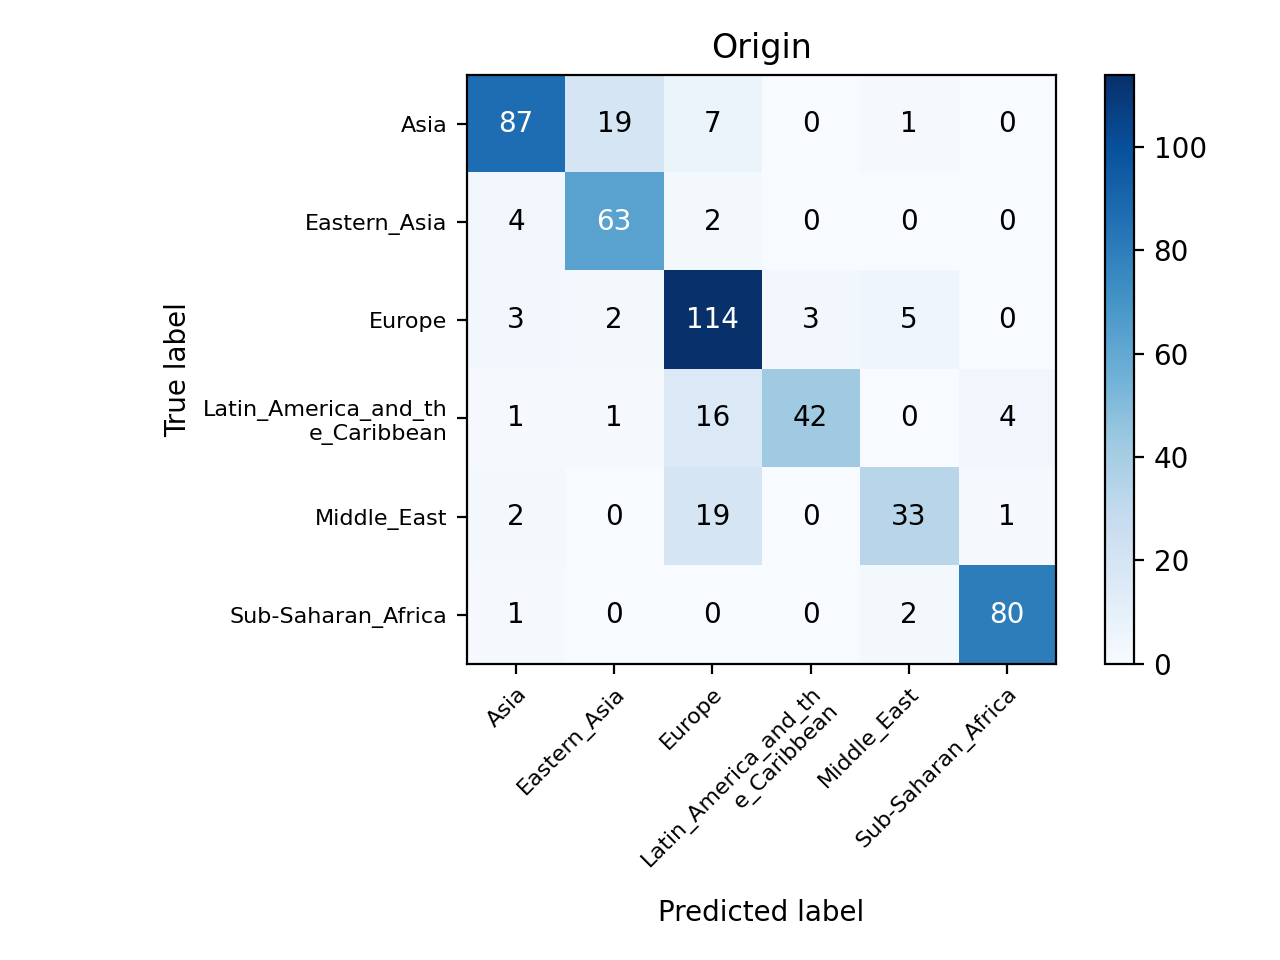 Origin
Asia
87 19 7 0 1 0
Eastern_Asia
4 63 2 0 0 0
Europe
3 2 114 3 5 0
Latin_America_and_th
e_Caribbean
1 1 16 42 0 4
Middle_East
2 0 19 0 33 1
Sub-Saharan_Africa
1 0 0 0 2 80
True label
Asia
Eastern_Asia
Europe
Latin_America_and_th
e_Caribbean
Middle_East
Sub-Saharan_Africa
Predicted label
100
80
60
40
20
0